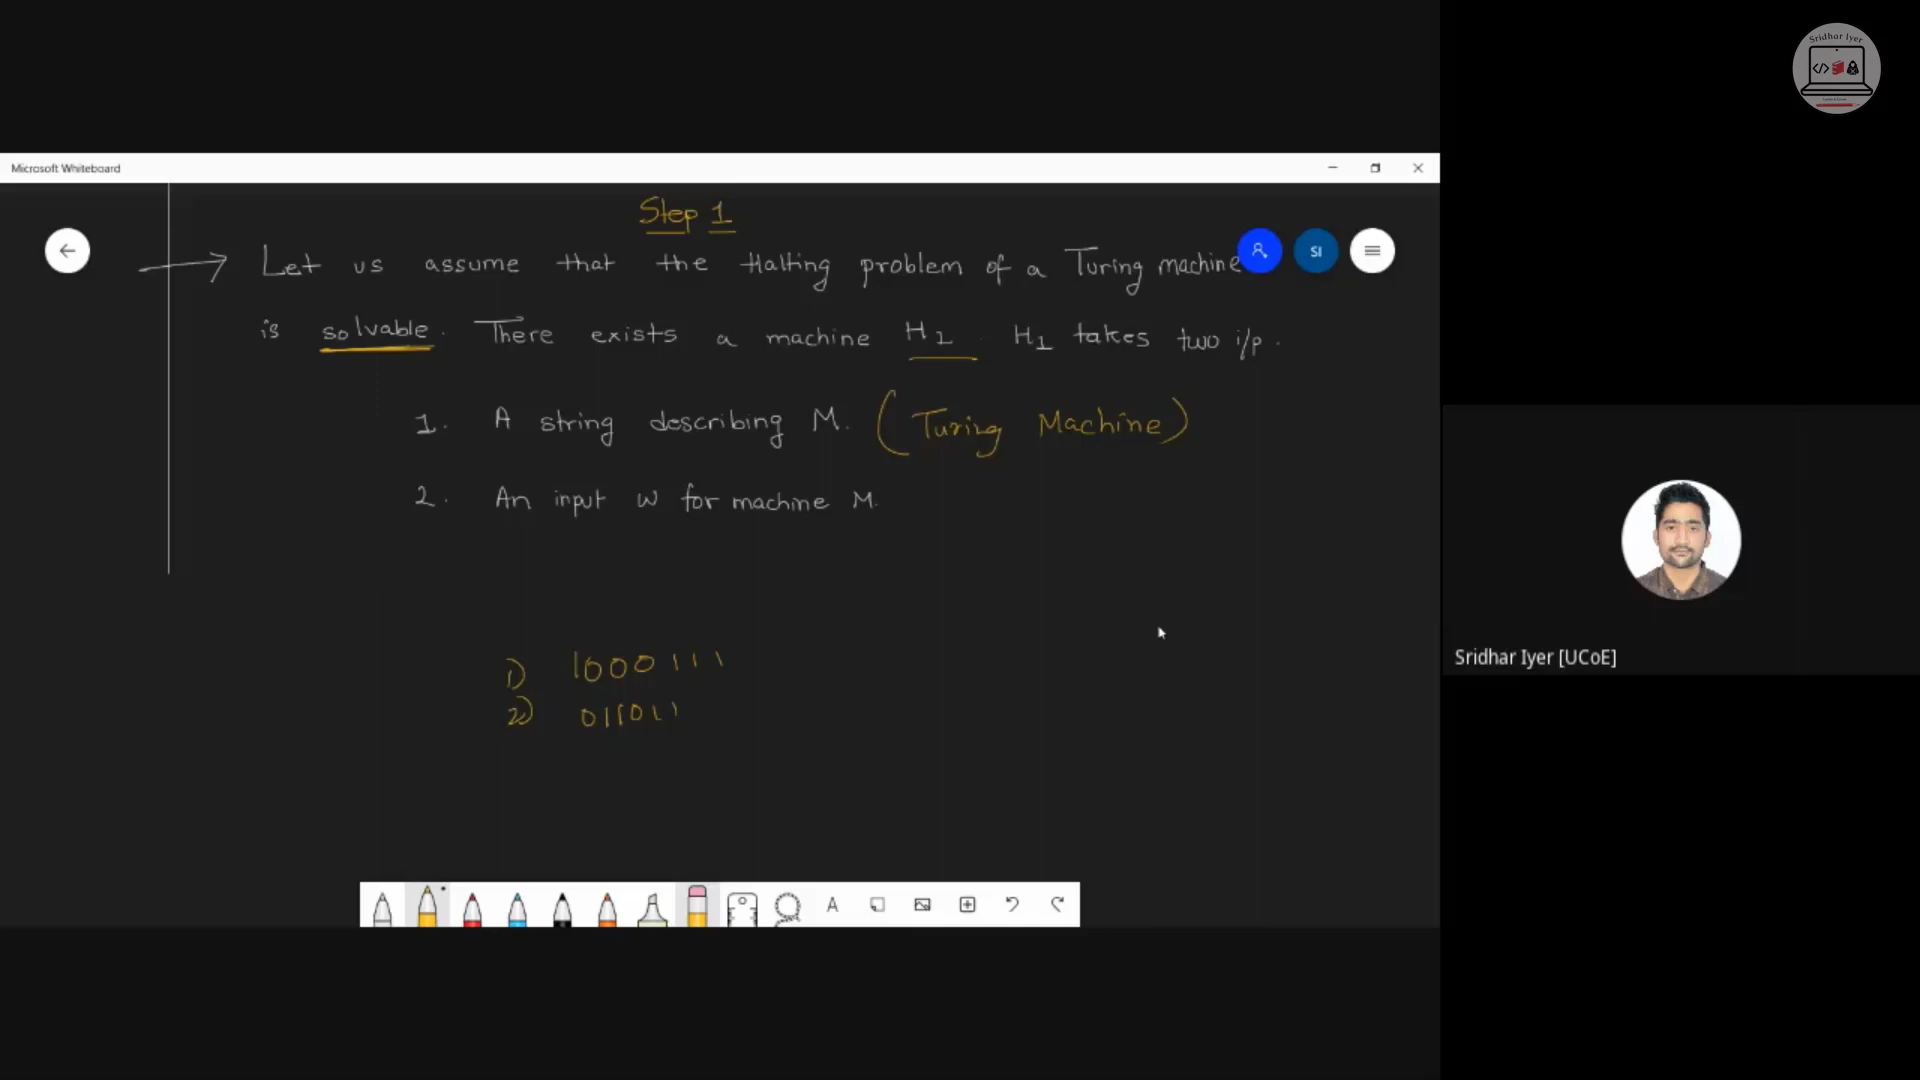 Sridhar Iyer
</>
Microsoft Whiteboard
Step 1
Let us assume that the Halting problem of a Turing machine
SI
is solvable. There exists a machine H1. H1 takes two i/p.
1. A string describing M. (Turing Machine)
2. An input w for machine M.
1) 1000111
2) 011011
A
Sridhar Iyer [UCoE]